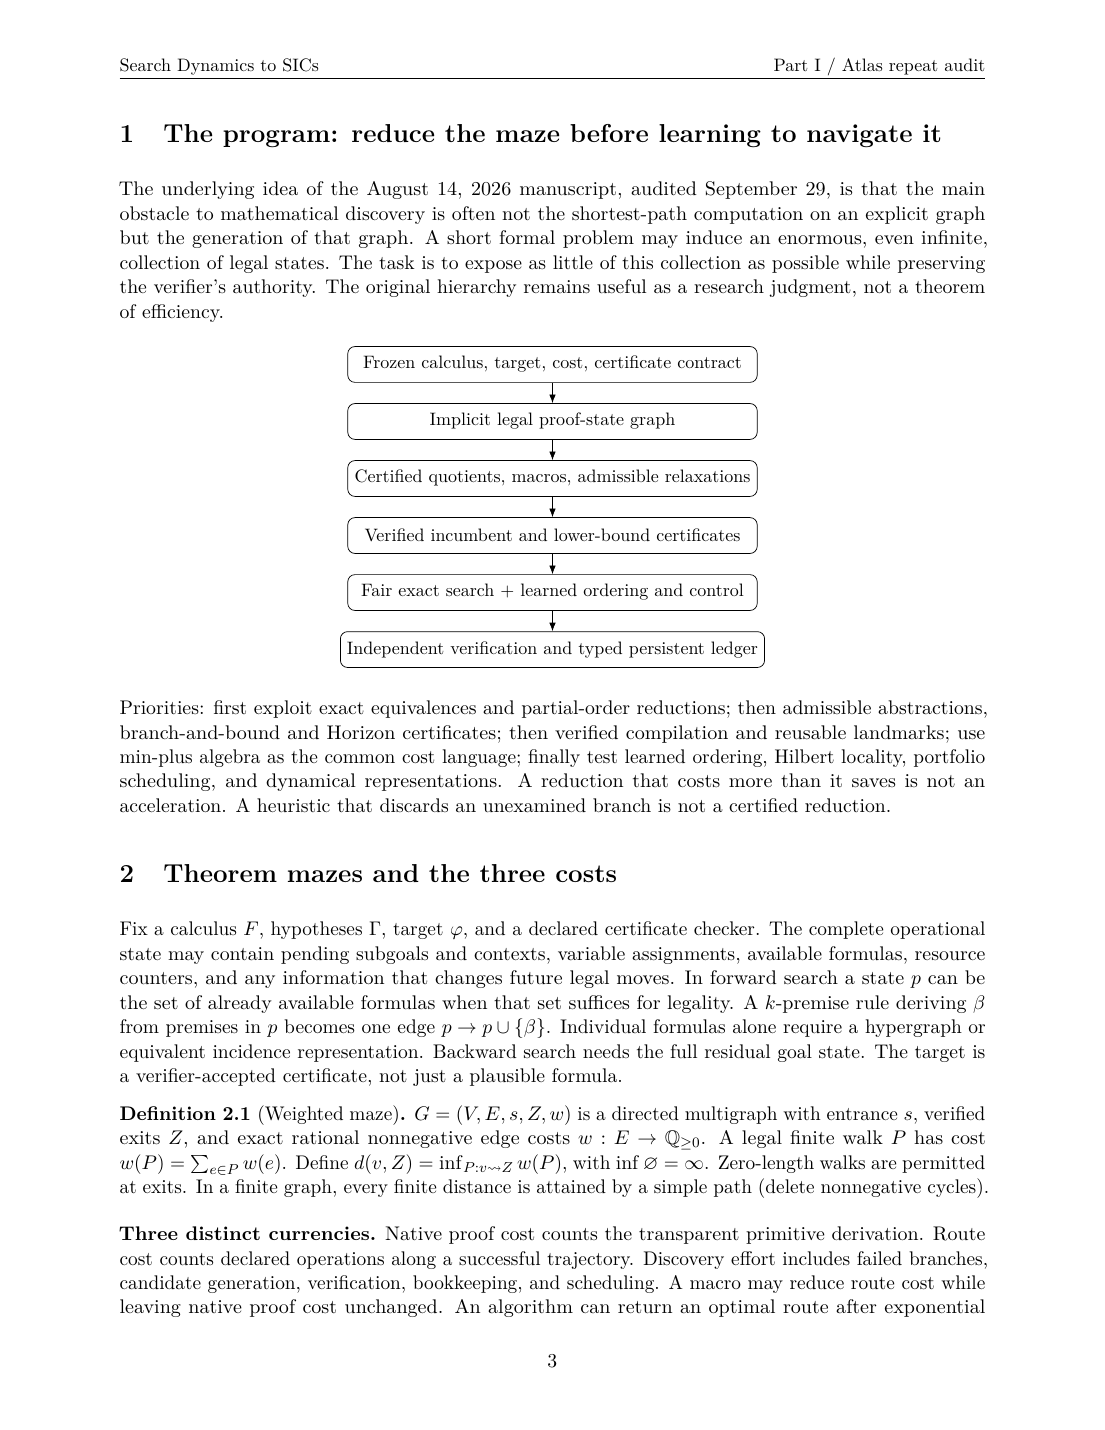 Search Dynamics to SICs Part I / Atlas repeat audit
1 The program: reduce the maze before learning to navigate it
The underlying idea of the August 14, 2026 manuscript, audited September 29, is that the main
obstacle to mathematical discovery is often not the shortest-path computation on an explicit graph
but the generation of that graph. A short formal problem may induce an enormous, even infinite,
collection of legal states. The task is to expose as little of this collection as possible while preserving
the verifier's authority. The original hierarchy remains useful as a research judgment, not a theorem
of efficiency.
Frozen calculus, target, cost, certificate contract
Implicit legal proof-state graph
Certified quotients, macros, admissible relaxations
Verified incumbent and lower-bound certificates
Fair exact search + learned ordering and control
Independent verification and typed persistent ledger
Priorities: first exploit exact equivalences and partial-order reductions; then admissible abstractions,
branch-and-bound and Horizon certificates; then verified compilation and reusable landmarks; use
min-plus algebra as the common cost language; finally test learned ordering, Hilbert locality, portfolio
scheduling, and dynamical representations. A reduction that costs more than it saves is not an
acceleration. A heuristic that discards an unexamined branch is not a certified reduction.
2 Theorem mazes and the three costs
Fix a calculus F, hypotheses Γ, target φ, and a declared certificate checker. The complete operational
state may contain pending subgoals and contexts, variable assignments, available formulas, resource
counters, and any information that changes future legal moves. In forward search a state p can be
the set of already available formulas when that set suffices for legality. A k-premise rule deriving β
from premises in p becomes one edge p → p ∪ {β}. Individual formulas alone require a hypergraph or
equivalent incidence representation. Backward search needs the full residual goal state. The target is
a verifier-accepted certificate, not just a plausible formula.
Definition 2.1 (Weighted maze). G = (V, E, s, Z, w) is a directed multigraph with entrance s, verified
exits Z, and exact rational nonnegative edge costs w : E → ℚ≥0. A legal finite walk P has cost
w(P) = ∑e∈P w(e). Define d(v, Z) = infP:v⇝Z w(P), with inf ∅ = ∞. Zero-length walks are permitted
at exits. In a finite graph, every finite distance is attained by a simple path (delete nonnegative cycles).
Three distinct currencies. Native proof cost counts the transparent primitive derivation. Route
cost counts declared operations along a successful trajectory. Discovery effort includes failed branches,
candidate generation, verification, bookkeeping, and scheduling. A macro may reduce route cost while
leaving native proof cost unchanged. An algorithm can return an optimal route after exponential
3